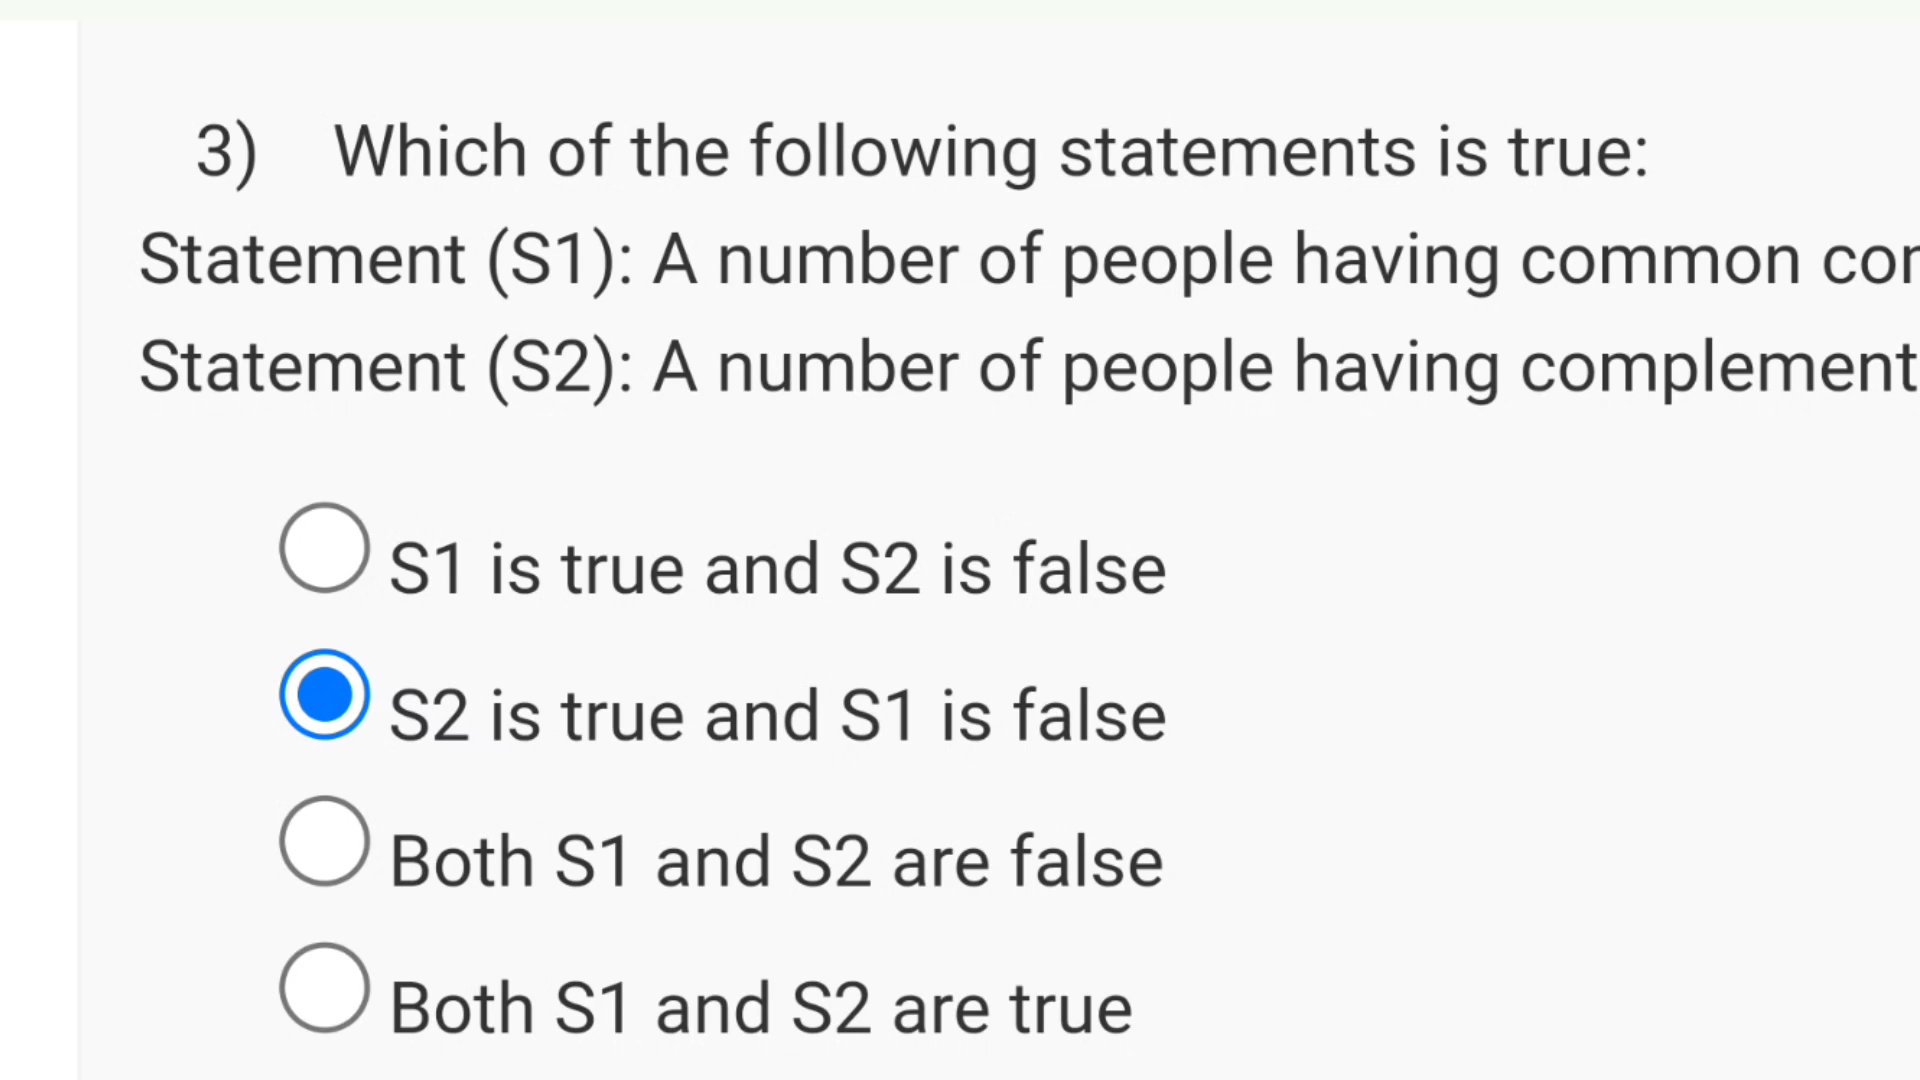 3) Which of the following statements is true:
Statement (S1): A number of people having common
Statement (S2): A number of people having complement
S1 is true and S2 is false
S2 is true and S1 is false
Both S1 and S2 are false
Both S1 and S2 are true